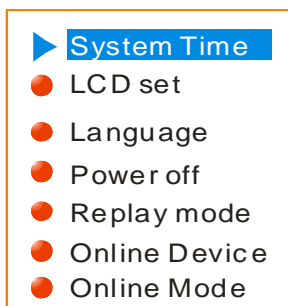 System Time
LCD set
Language
Power off
Replay mode
Online Device
Online Mode